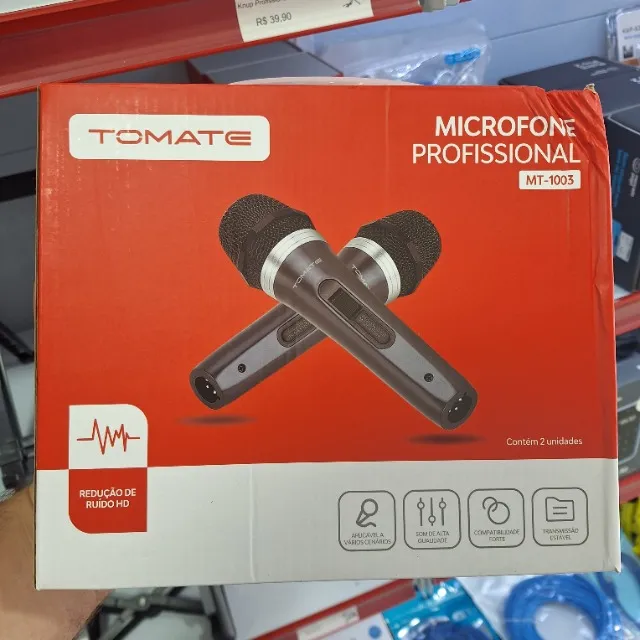 R$ 39,90
TOMATE
MICROFONE
PROFISSIONAL
MT-1003
TOMATE
Contém 2 unidades
REDUÇÃO DE
RUÍDO HD
APLICÁVEL A
VÁRIOS CENÁRIOS
SOM DE ALTA
QUALIDADE
COMPATIBILIDADE
FORTE
TRANSMISSÃO
ESTÁVEL